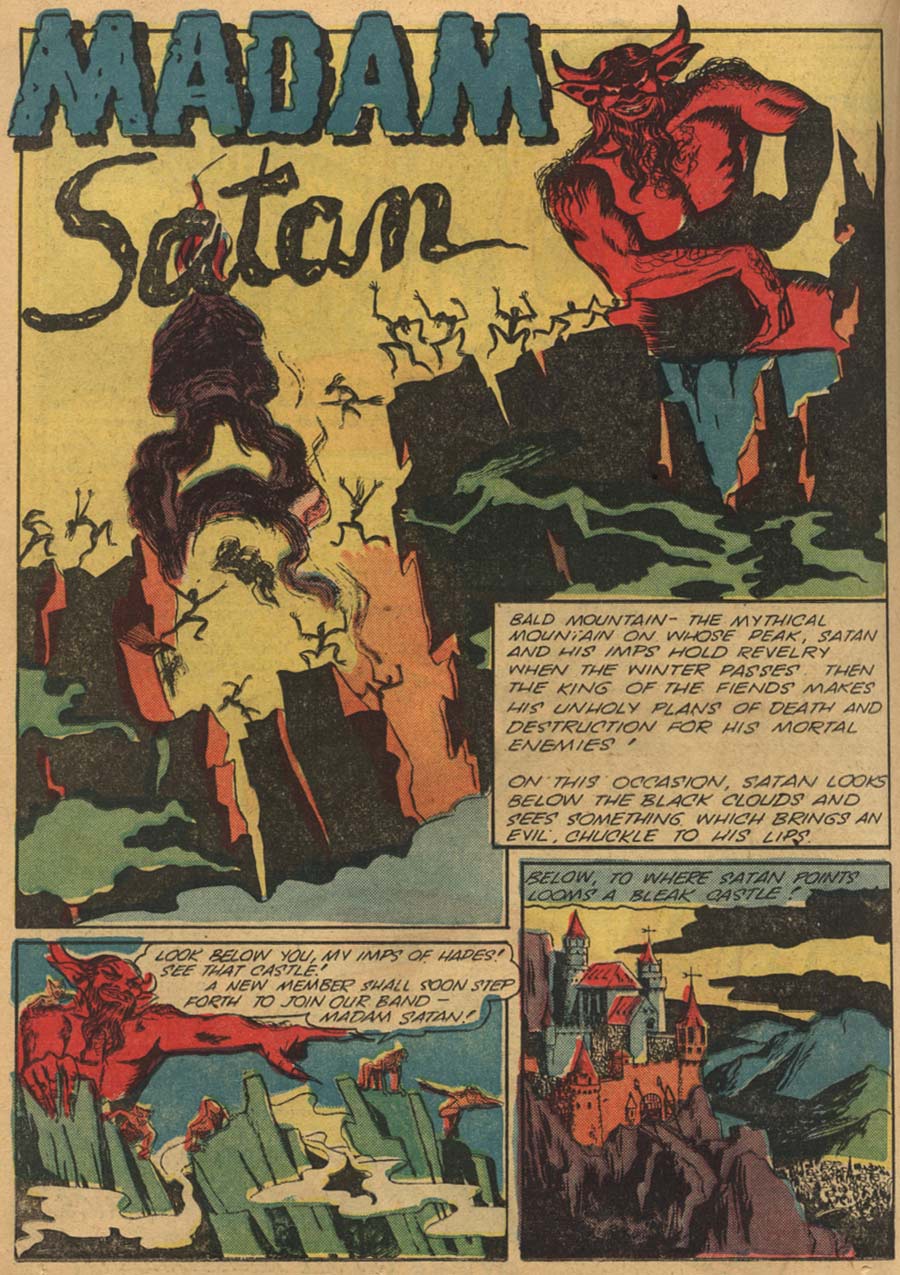 MADAM
Satan
BALD MOUNTAIN- THE MYTHICAL
MOUNTAIN ON WHOSE PEAK, SATAN
AND HIS IMPS HOLD REVELRY
WHEN THE WINTER PASSES THEN
THE KING OF THE FIENDS MAKES
HIS UNHOLY PLANS OF DEATH AND
DESTRUCTION FOR HIS MORTAL
ENEMIES!
ON THIS OCCASION, SATAN LOOKS
BELOW THE BLACK CLOUDS AND
SEES SOMETHING WHICH BRINGS AN
EVIL, CHUCKLE TO HIS LIPS.
LOOK BELOW YOU, MY IMPS OF HADES!
SEE THAT CASTLE!
A NEW MEMBER SHALL SOON STEP
FORTH TO JOIN OUR BAND—
MADAM SATAN!
BELOW, TO WHERE SATAN POINTS
LOOMS A BLEAK CASTLE!